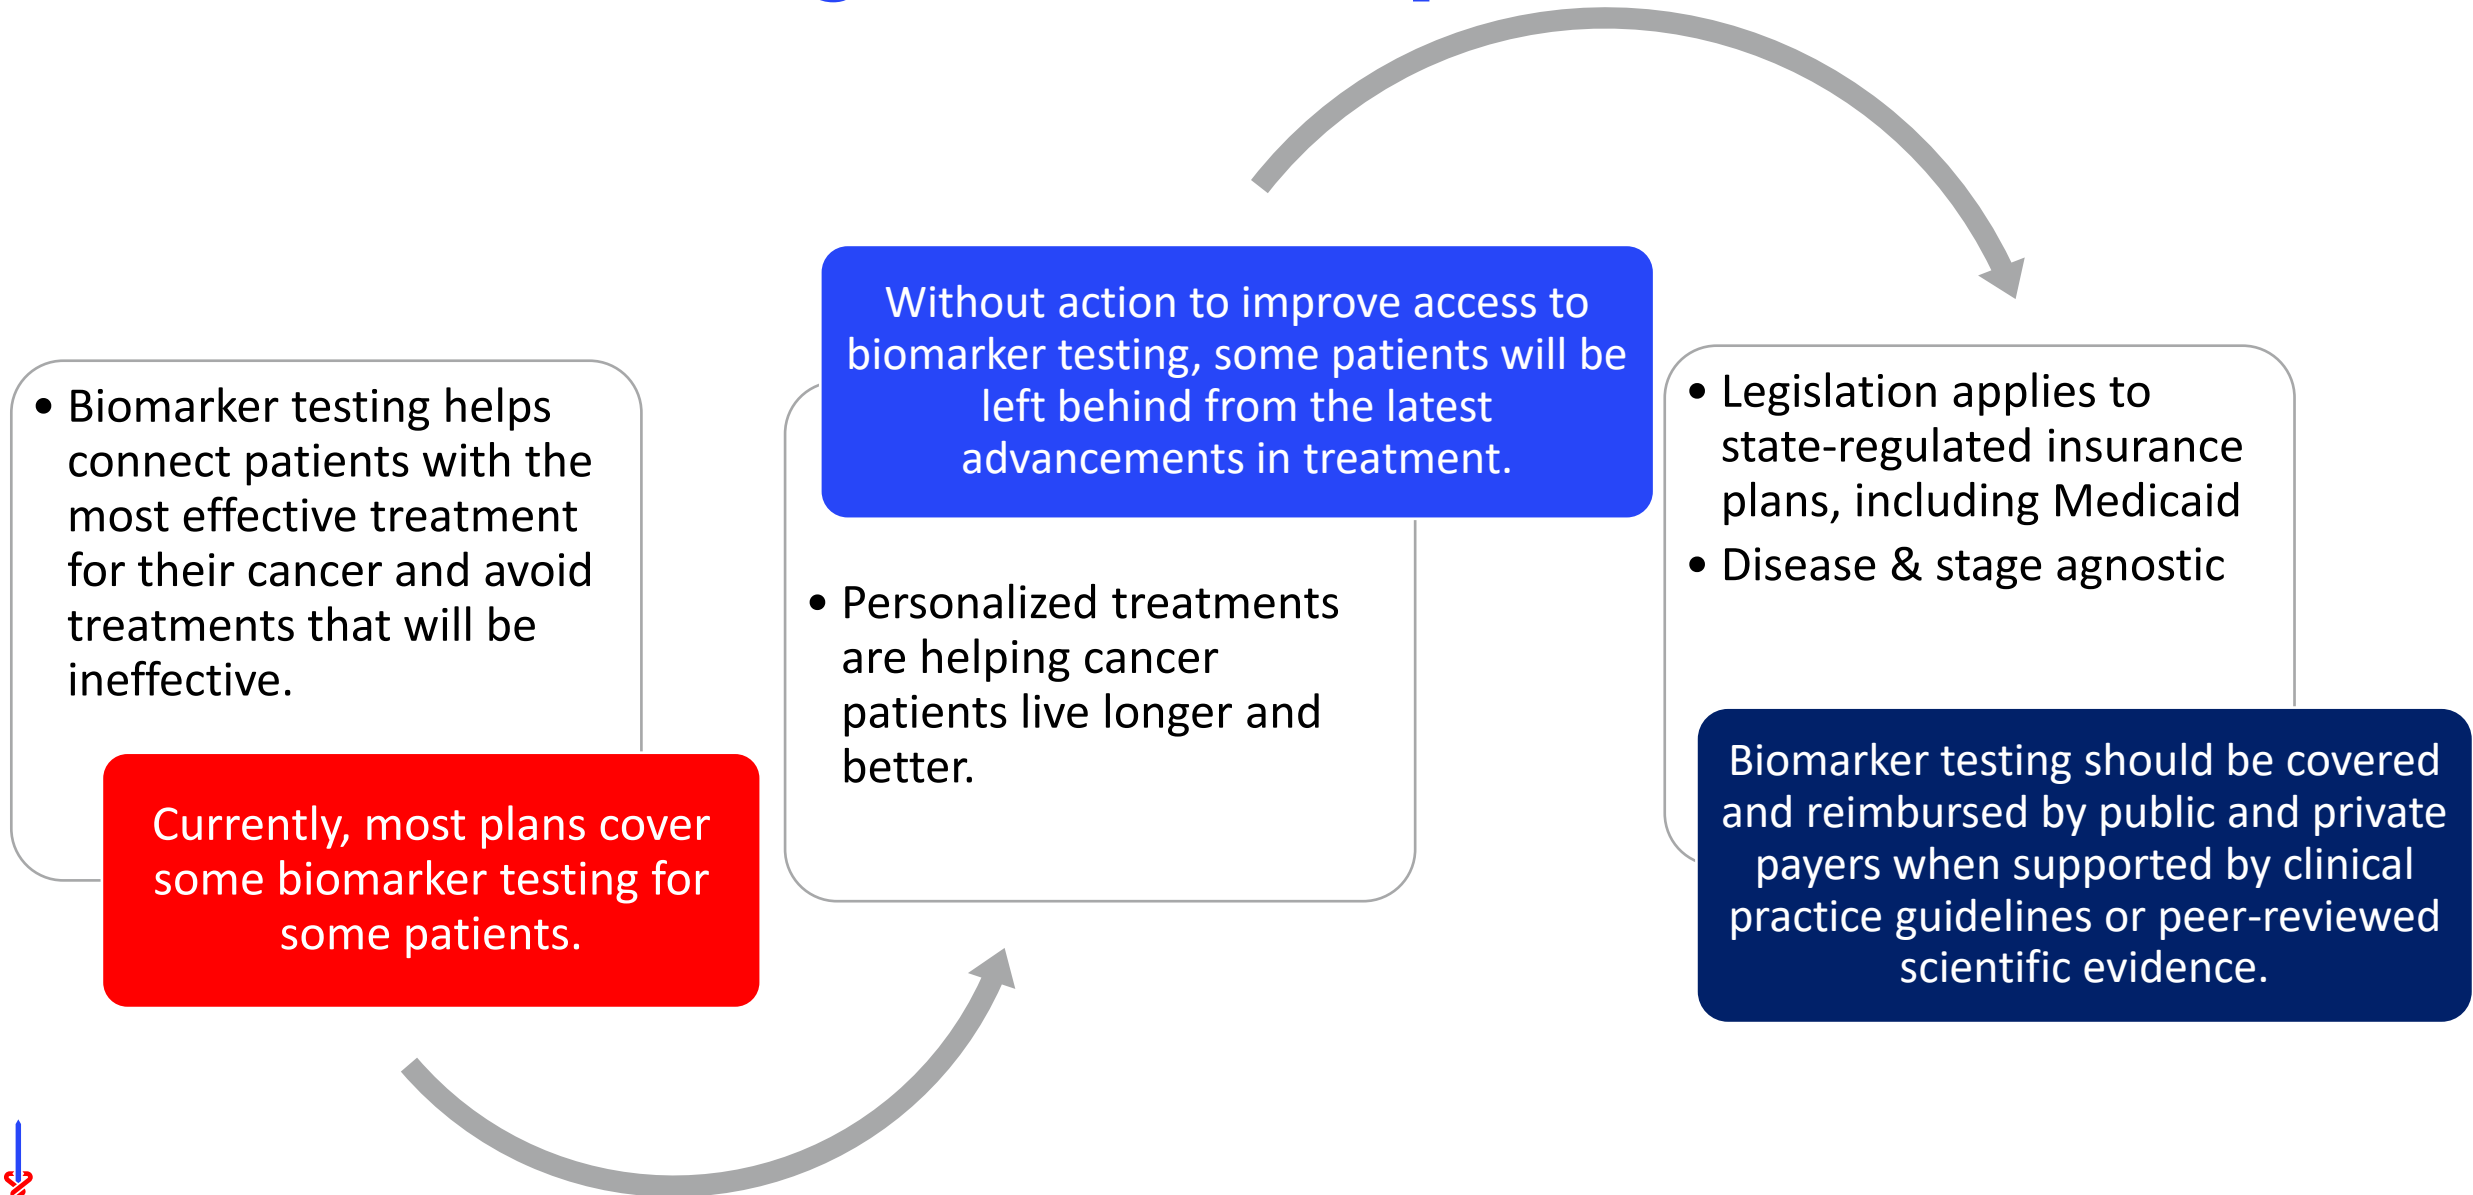 • Biomarker testing helps
connect patients with the
most effective treatment
for their cancer and avoid
treatments that will be
ineffective.
Currently, most plans cover
some biomarker testing for
some patients.
Without action to improve access to
biomarker testing, some patients will be
left behind from the latest
advancements in treatment.
• Personalized treatments
are helping cancer
patients live longer and
better.
• Legislation applies to
state-regulated insurance
plans, including Medicaid
• Disease & stage agnostic
Biomarker testing should be covered
and reimbursed by public and private
payers when supported by clinical
practice guidelines or peer-reviewed
scientific evidence.